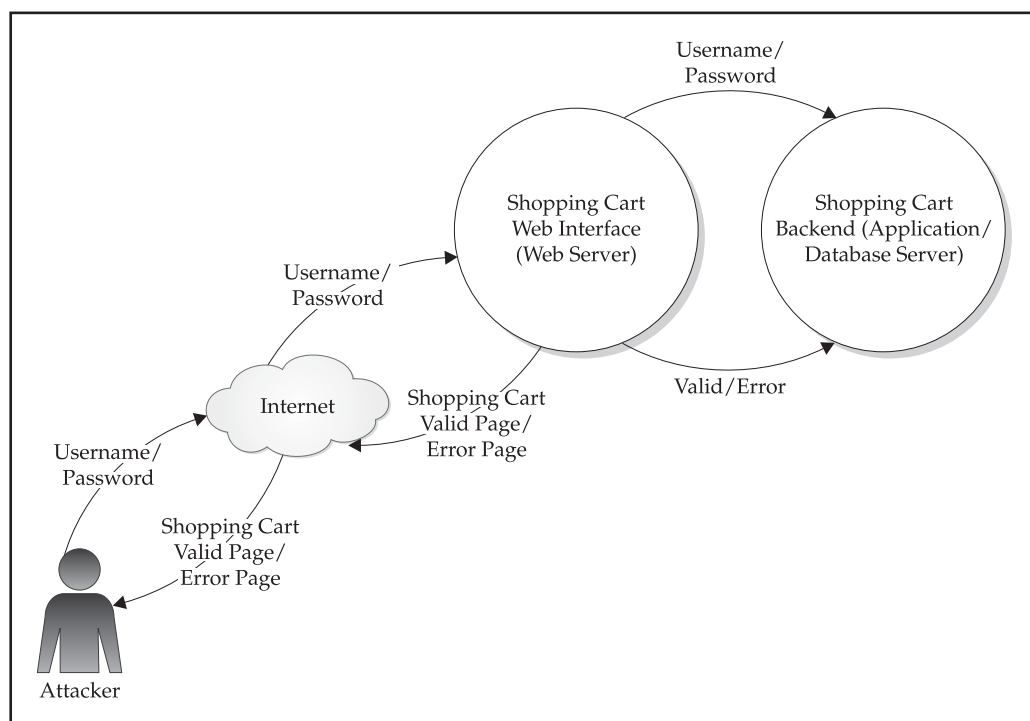 Username/
Password
Shopping Cart
Web Interface
(Web Server)
Shopping Cart
Backend (Application/
Database Server)
Username/
Password
Valid/Error
Internet
Shopping Cart
Valid Page/
Error Page
Username/
Password
Shopping Cart
Valid Page/
Error Page
Attacker